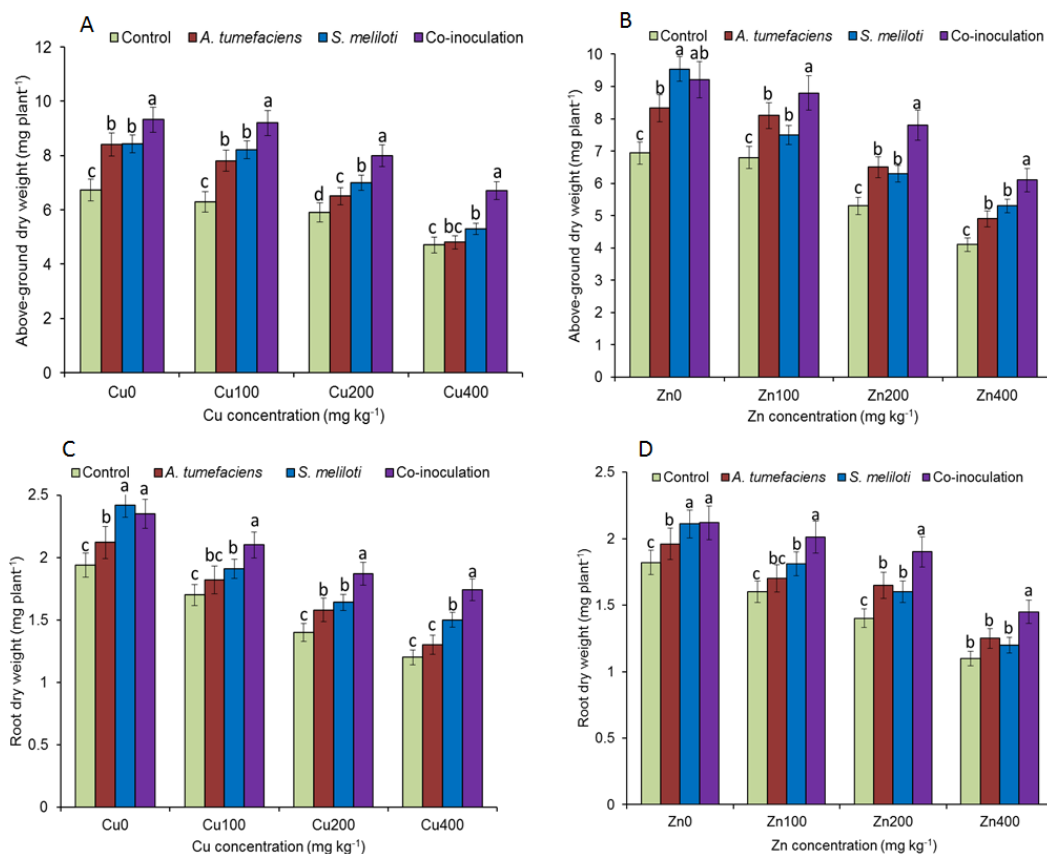 A
Control A. tumefaciens S. meliloti Co-inoculation
12
10
8
6
4
2
0
Above-ground dry weight (mg plant⁻¹)
c b b a
c b b a
d c b a
c bc b a
Cu0 Cu100 Cu200 Cu400
Cu concentration (mg kg⁻¹)
B
Control A. tumefaciens S. meliloti Co-inoculation
10
9
8
7
6
5
4
3
2
1
0
Above-ground dry weight (mg plant⁻¹)
c b a ab
c b b a
c b b a
c b b a
Zn0 Zn100 Zn200 Zn400
Zn concentration (mg kg⁻¹)
C
Control A. tumefaciens S. meliloti Co-inoculation
2.5
2
1.5
1
0.5
0
Root dry weight (mg plant⁻¹)
c b a a
c bc b a
c b b a
c c b a
Cu0 Cu100 Cu200 Cu400
Cu concentration (mg kg⁻¹)
D
Control A. tumefaciens S. meliloti Co-inoculation
2.5
2
1.5
1
0.5
0
Root dry weight (mg plant⁻¹)
c b a a
c bc b a
c b b a
b b b a
Zn0 Zn100 Zn200 Zn400
Zn concentration (mg kg⁻¹)